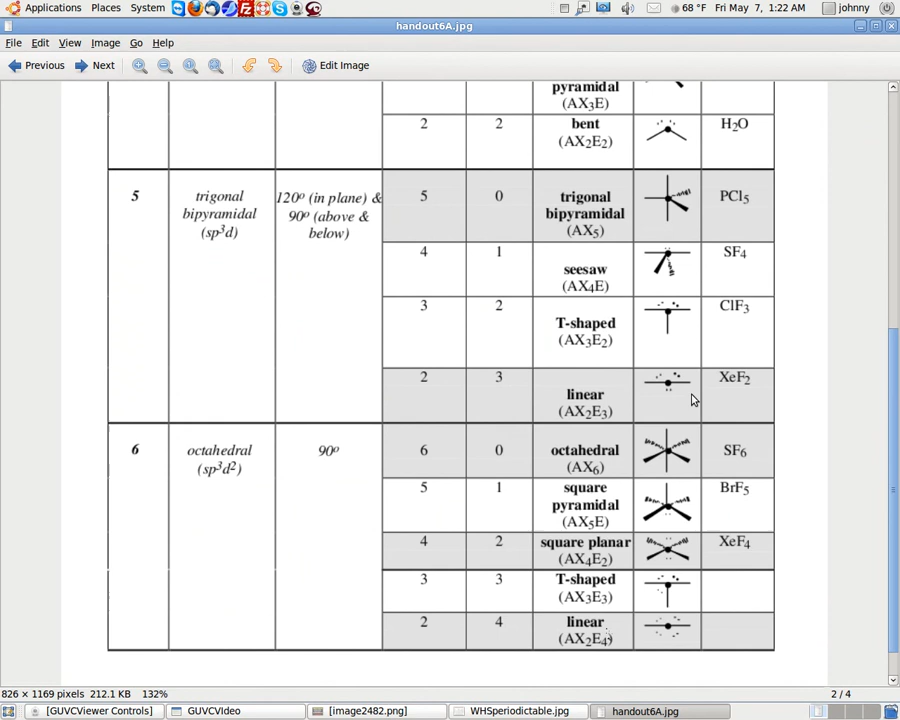 Applications Places System 68 °F Fri May 7, 1:22 AM johnny
handout6A.jpg
File Edit View Image Go Help
Previous Next Edit Image
pyramidal
(AX3E)
2 2 bent H2O
(AX2E2)
5 trigonal 120o (in plane) & 5 0 trigonal PCl5
bipyramidal 90o (above & bipyramidal
(sp3d) below) (AX5)
4 1 SF4
seesaw
(AX4E)
3 2 ClF3
T-shaped
(AX3E2)
2 3 XeF2
linear
(AX2E3)
6 octahedral 90o 6 0 octahedral SF6
(sp3d2) (AX6)
5 1 square BrF5
pyramidal
(AX5E)
4 2 square planar XeF4
(AX4E2)
3 3 T-shaped
(AX3E3)
2 4 linear
(AX2E4)
826 × 1169 pixels 212.1 KB 132% 2 / 4
[GUVCViewer Controls] GUVCVIdeo [image2482.png] WHSperiodictable.jpg handout6A.jpg